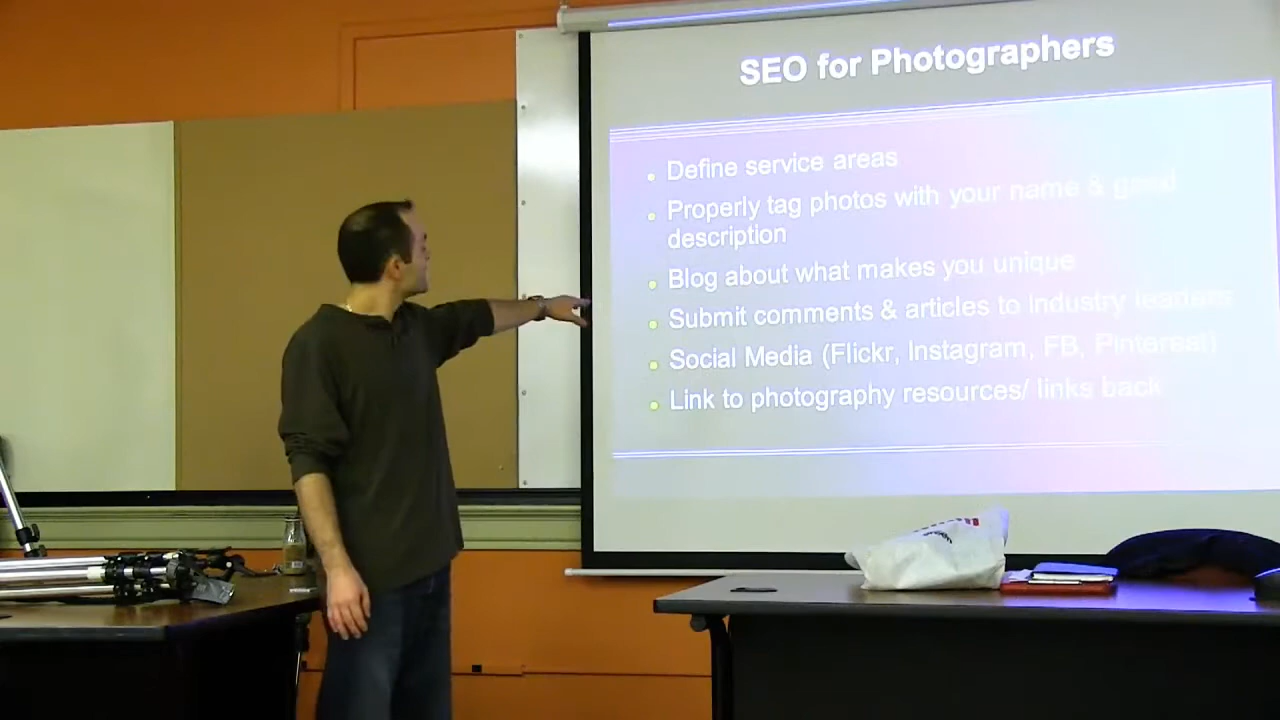 SEO for Photographers
Define service areas
Properly tag photos with your name & good
description
Blog about what makes you unique
Submit comments & articles to industry leaders
Social Media (Flickr, Instagram, FB, Pinterest)
Link to photography resources/ links back